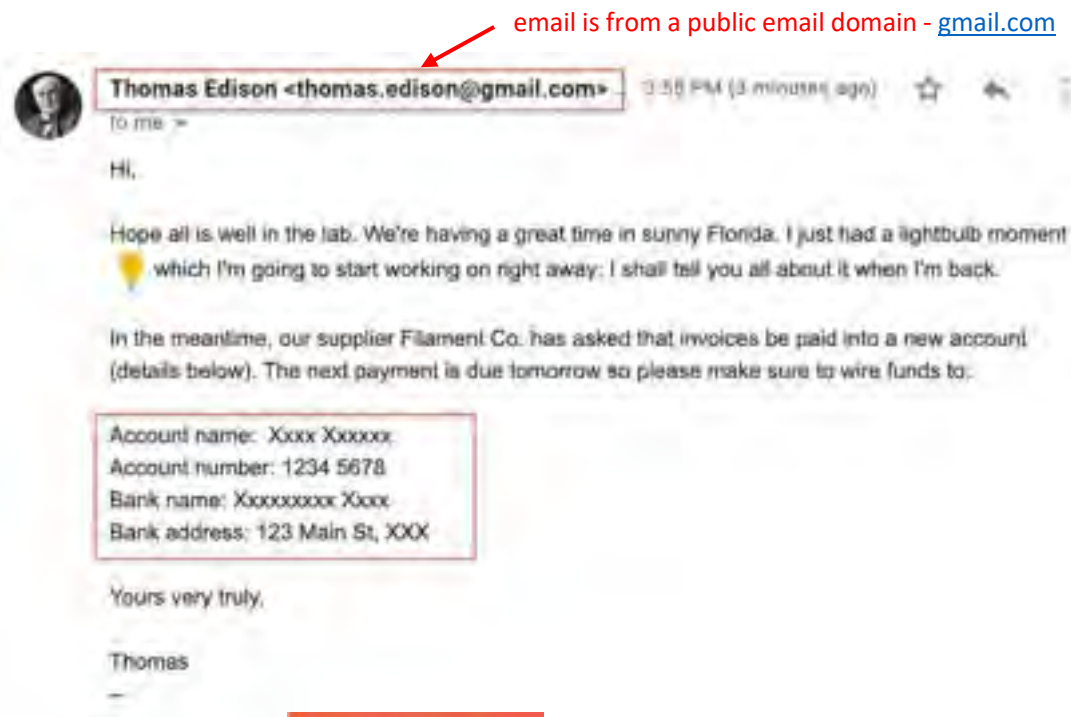 email is from a public email domain - gmail.com
Thomas Edison <thomas.edison@gmail.com>
3:55 PM (3 minutes ago)
to me
Hi,
Hope all is well in the lab. We're having a great time in sunny Florida. I just had a lightbulb moment
which I'm going to start working on right away; I shall tell you all about it when I'm back.
In the meantime, our supplier Filament Co. has asked that invoices be paid into a new account
(details below). The next payment is due tomorrow so please make sure to wire funds to:
Account name: Xxxx Xxxxxx
Account number: 1234 5678
Bank name: Xxxxxxxxx Xxxx
Bank address: 123 Main St, XXX
Yours very truly,
Thomas
--